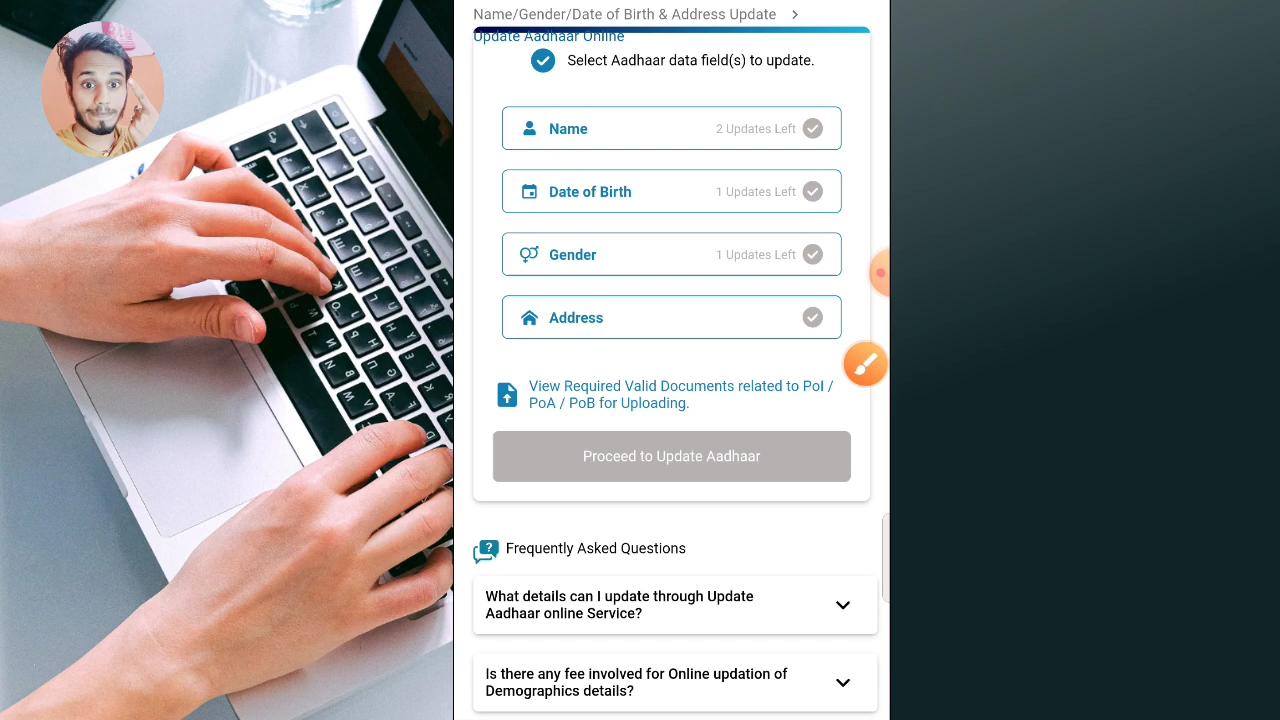 Name/Gender/Date of Birth & Address Update
Update Aadhaar Online
Select Aadhaar data field(s) to update.
Name 2 Updates Left
Date of Birth 1 Updates Left
Gender 1 Updates Left
Address
View Required Valid Documents related to PoI /
PoA / PoB for Uploading.
Proceed to Update Aadhaar
Frequently Asked Questions
What details can I update through Update
Aadhaar online Service?
Is there any fee involved for Online updation of
Demographics details?